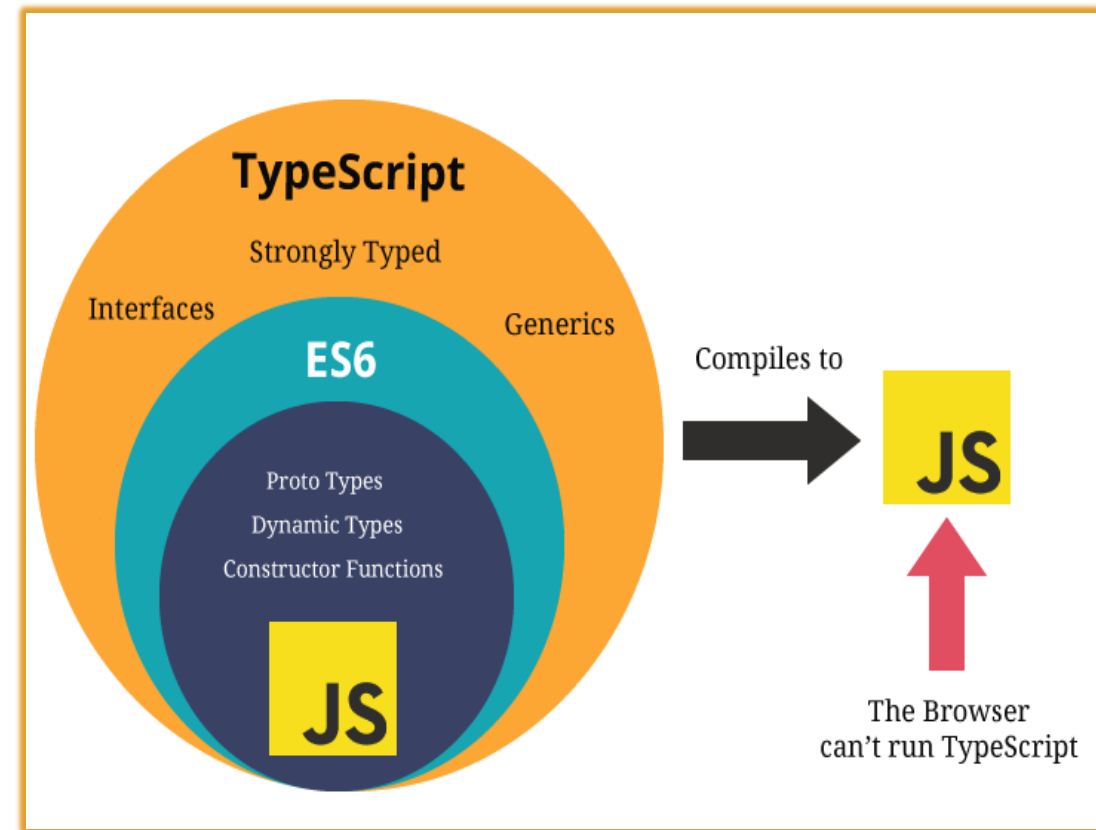 TypeScript
Strongly Typed
Interfaces
Generics
ES6
Proto Types
Dynamic Types
Constructor Functions
JS
Compiles to
JS
The Browser
can't run TypeScript